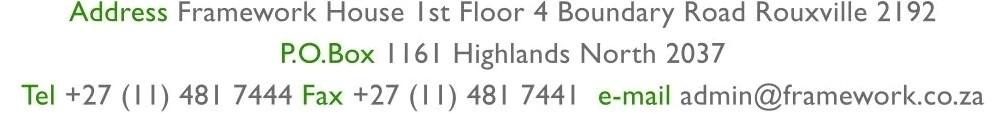 Address Framework House 1st Floor 4 Boundary Road Rouxville 2192
P.O.Box 1161 Highlands North 2037
Tel +27 (11) 481 7444 Fax +27 (11) 481 7441 e-mail admin@framework.co.za